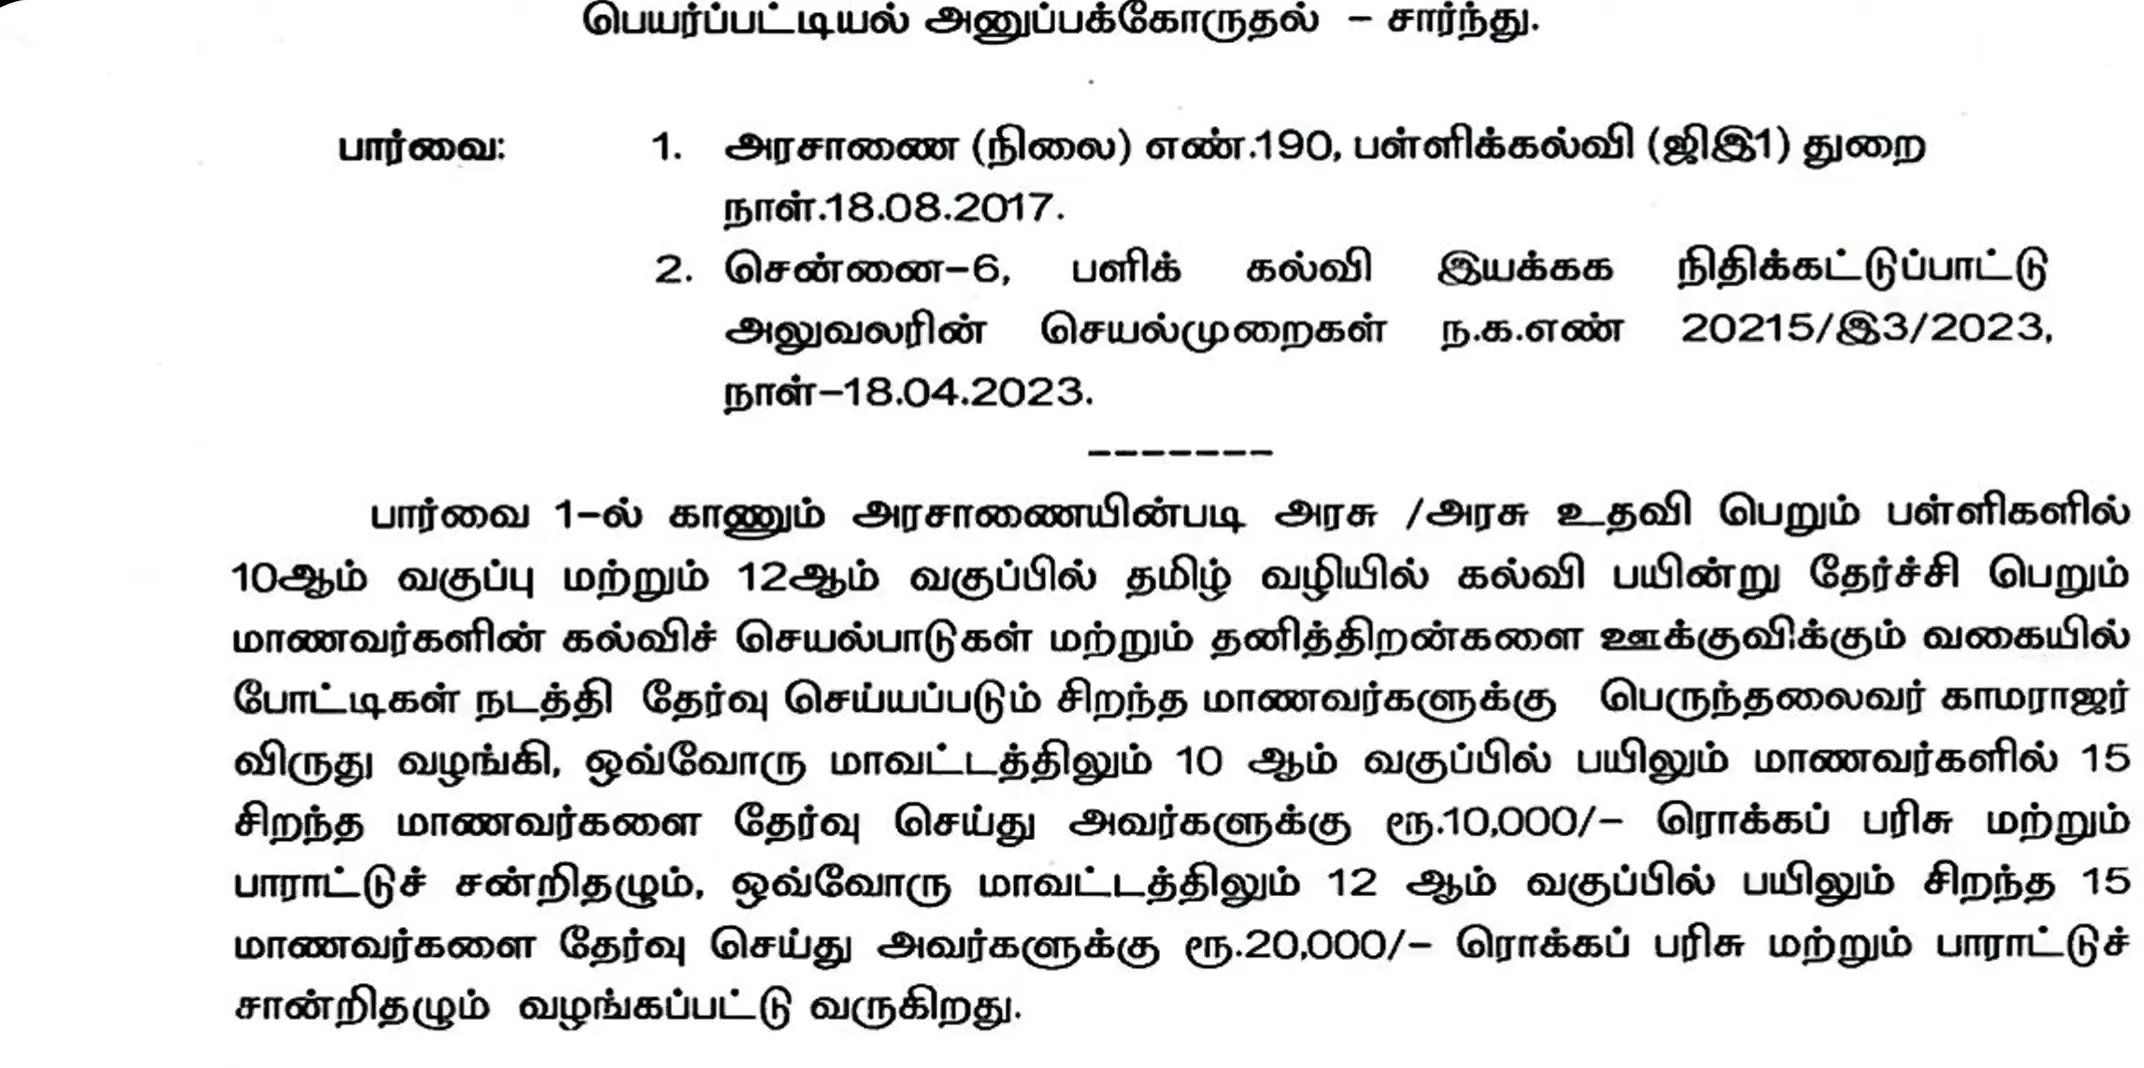 பெயர்ப்பட்டியல் அனுப்பக்கோருதல் – சார்ந்து.
பார்வை: 1. அரசாணை (நிலை) எண்.190, பள்ளிக்கல்வி (ஜிஇ1) துறை
நாள்.18.08.2017.
2. சென்னை–6, பளிக் கல்வி இயக்கக நிதிக்கட்டுப்பாட்டு
அலுவலரின் செயல்முறைகள் ந.க.எண் 20215/இ3/2023,
நாள்–18.04.2023.
–––––––
பார்வை 1–ல் காணும் அரசாணையின்படி அரசு /அரசு உதவி பெறும் பள்ளிகளில்
10ஆம் வகுப்பு மற்றும் 12ஆம் வகுப்பில் தமிழ் வழியில் கல்வி பயின்று தேர்ச்சி பெறும்
மாணவர்களின் கல்விச் செயல்பாடுகள் மற்றும் தனித்திறன்களை ஊக்குவிக்கும் வகையில்
போட்டிகள் நடத்தி தேர்வு செய்யப்படும் சிறந்த மாணவர்களுக்கு பெருந்தலைவர் காமராஜர்
விருது வழங்கி, ஒவ்வோரு மாவட்டத்திலும் 10 ஆம் வகுப்பில் பயிலும் மாணவர்களில் 15
சிறந்த மாணவர்களை தேர்வு செய்து அவர்களுக்கு ரூ.10,000/– ரொக்கப் பரிசு மற்றும்
பாராட்டுச் சன்றிதழும், ஒவ்வோரு மாவட்டத்திலும் 12 ஆம் வகுப்பில் பயிலும் சிறந்த 15
மாணவர்களை தேர்வு செய்து அவர்களுக்கு ரூ.20,000/– ரொக்கப் பரிசு மற்றும் பாராட்டுச்
சான்றிதழும் வழங்கப்பட்டு வருகிறது.